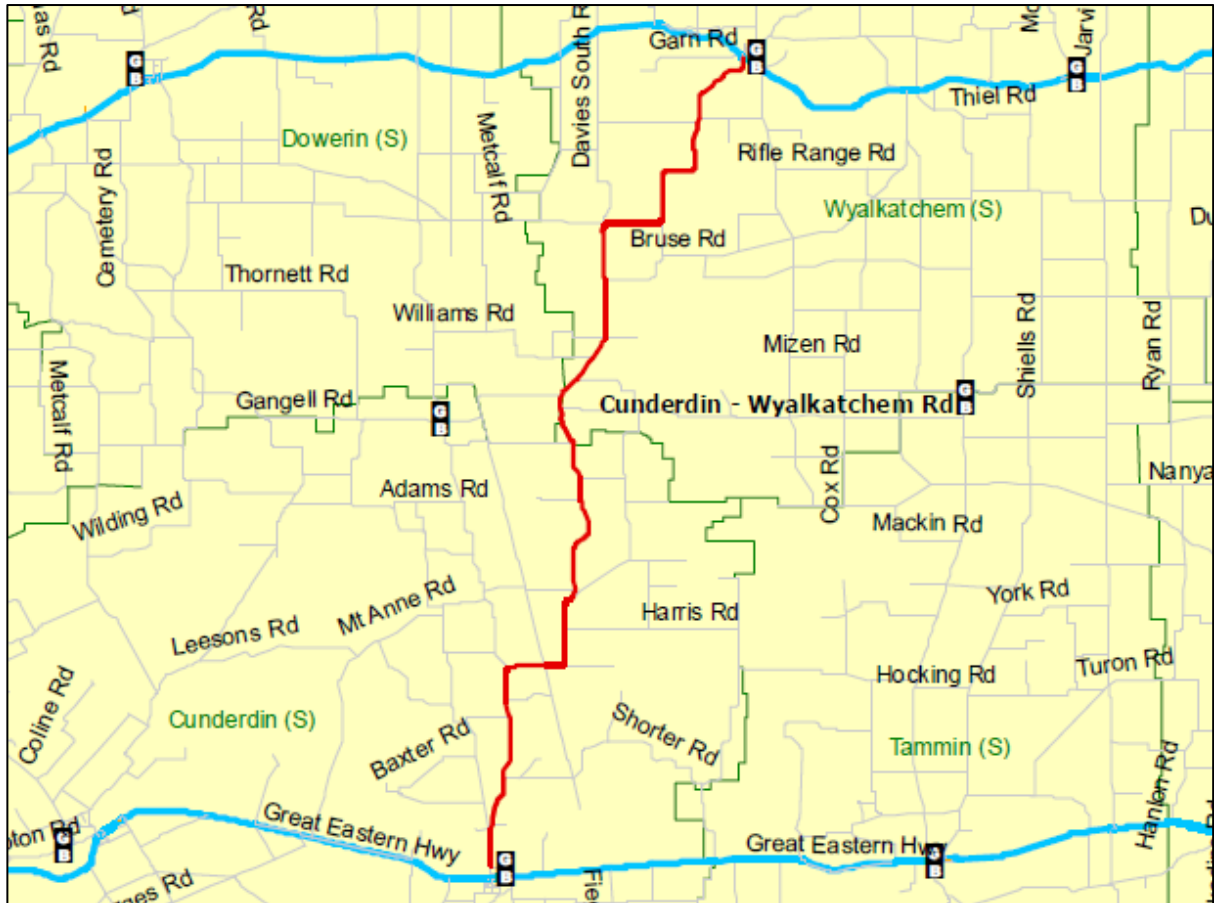 Garn Rd
Davies South R
Jarvi
Thiel Rd
Dowerin (S)
Metcalf Rd
Rifle Range Rd
Cemetery Rd
Wyalkatchem (S)
Bruse Rd
Thornett Rd
Williams Rd
Mizen Rd
Shiells Rd
Ryan Rd
Metcalf Rd
Gangell Rd
Cunderdin - Wyalkatchem Rd
Cox Rd
Nanya
Adams Rd
Wilding Rd
Mackin Rd
Mt Anne Rd
York Rd
Harris Rd
Leesons Rd
Turon Rd
Hocking Rd
Coline Rd
Cunderdin (S)
Shorter Rd
Baxter Rd
Tammin (S)
Hanlon Rd
Great Eastern Hwy
Great Eastern Hwy
G
B
G
B
G
B
G
B
G
B
G
B
G
B
G
B